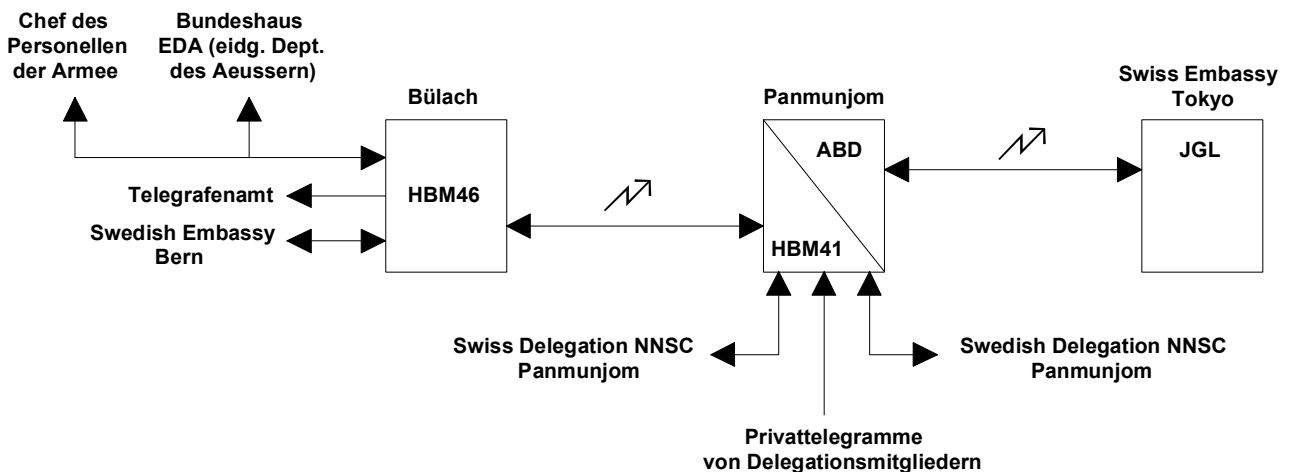 Chef des
Personellen
der Armee
Bundeshaus
EDA (eidg. Dept.
des Aeussern)
Bülach
Panmunjom
Swiss Embassy
Tokyo
ABD
JGL
Telegrafenamt
HBM46
Swedish Embassy
Bern
HBM41
Swiss Delegation NNSC
Panmunjom
Swedish Delegation NNSC
Panmunjom
Privattelegramme
von Delegationsmitgliedern